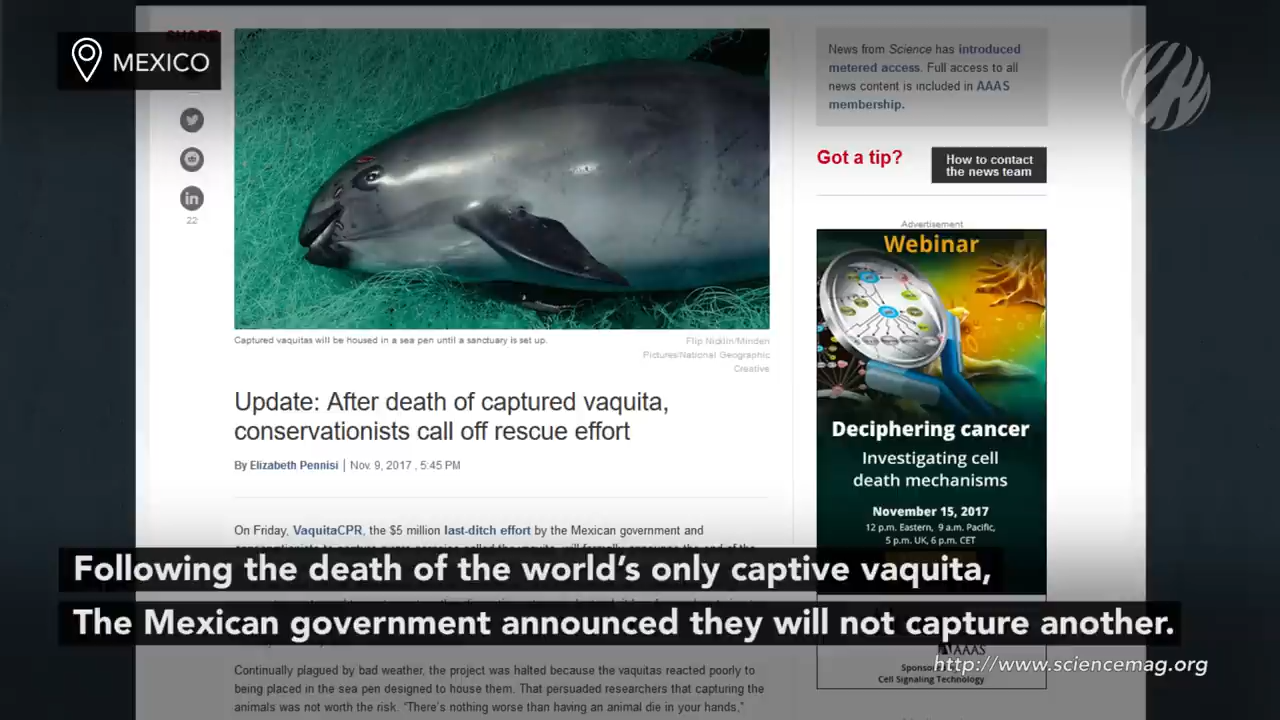 SHARE
MEXICO
22
Captured vaquitas will be housed in a sea pen until a sanctuary is set up.
Flip Nicklin/Minden
Pictures/National Geographic
Creative
Update: After death of captured vaquita,
conservationists call off rescue effort
By Elizabeth Pennisi | Nov. 9, 2017 , 5:45 PM
On Friday, VaquitaCPR, the $5 million last-ditch effort by the Mexican government and
Continually plagued by bad weather, the project was halted because the vaquitas reacted poorly to
being placed in the sea pen designed to house them. That persuaded researchers that capturing the
animals was not worth the risk. "There's nothing worse than having an animal die in your hands,"
News from Science has introduced
metered access. Full access to all
news content is included in AAAS
membership.
Got a tip?
How to contact
the news team
Advertisement
Webinar
Deciphering cancer
Investigating cell
death mechanisms
November 15, 2017
12 p.m. Eastern, 9 a.m. Pacific,
5 p.m. UK, 6 p.m. CET
AAAS
Cell Signaling Technology
Following the death of the world's only captive vaquita,
The Mexican government announced they will not capture another.
http://www.sciencemag.org